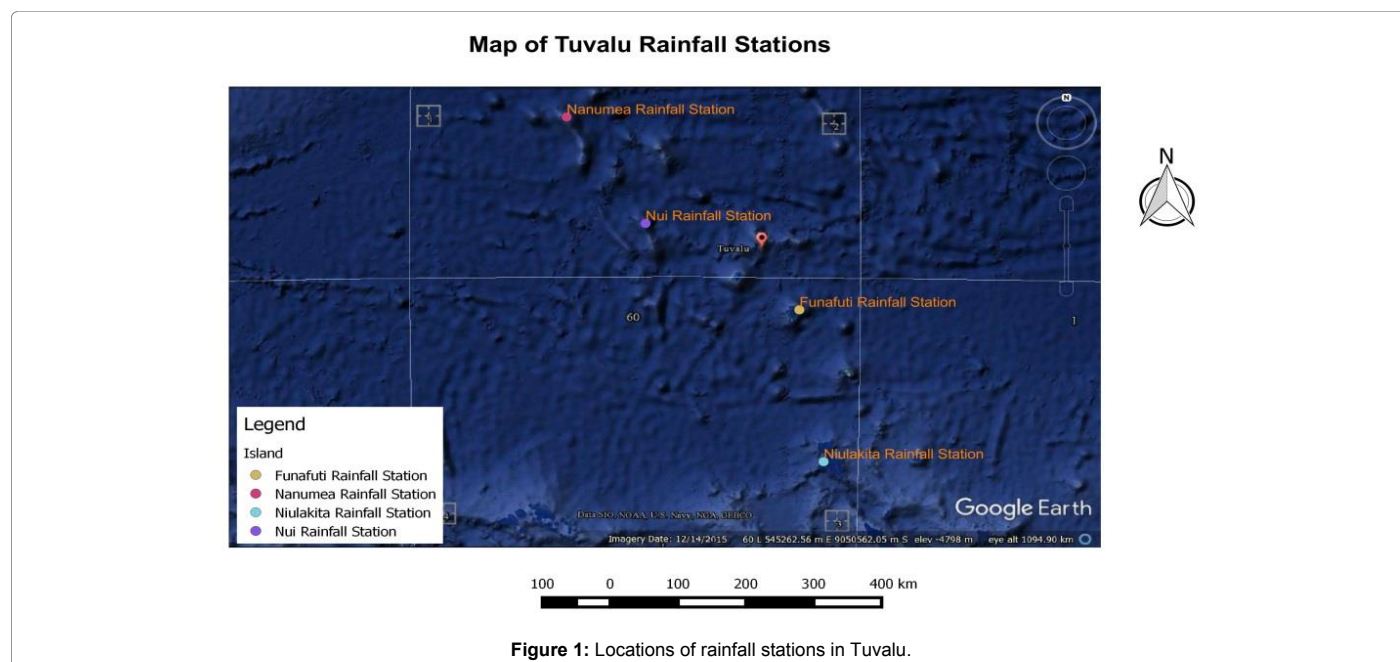 Map of Tuvalu Rainfall Stations
Nanumea Rainfall Station
1
2
N
N
Nui Rainfall Station
Tuvalu
Funafuti Rainfall Station
60
1
Legend
Island
Funafuti Rainfall Station
Nanumea Rainfall Station
Niulakita Rainfall Station
Nui Rainfall Station
Niulakita Rainfall Station
Google Earth
3
Data SIO, NOAA, U.S. Navy, NGA, GEBCO
Imagery Date: 12/14/2015 60 L 545262.56 m E 9050562.05 m S elev -4798 m eye alt 1094.90 km
100 0 100 200 300 400 km
Figure 1: Locations of rainfall stations in Tuvalu.